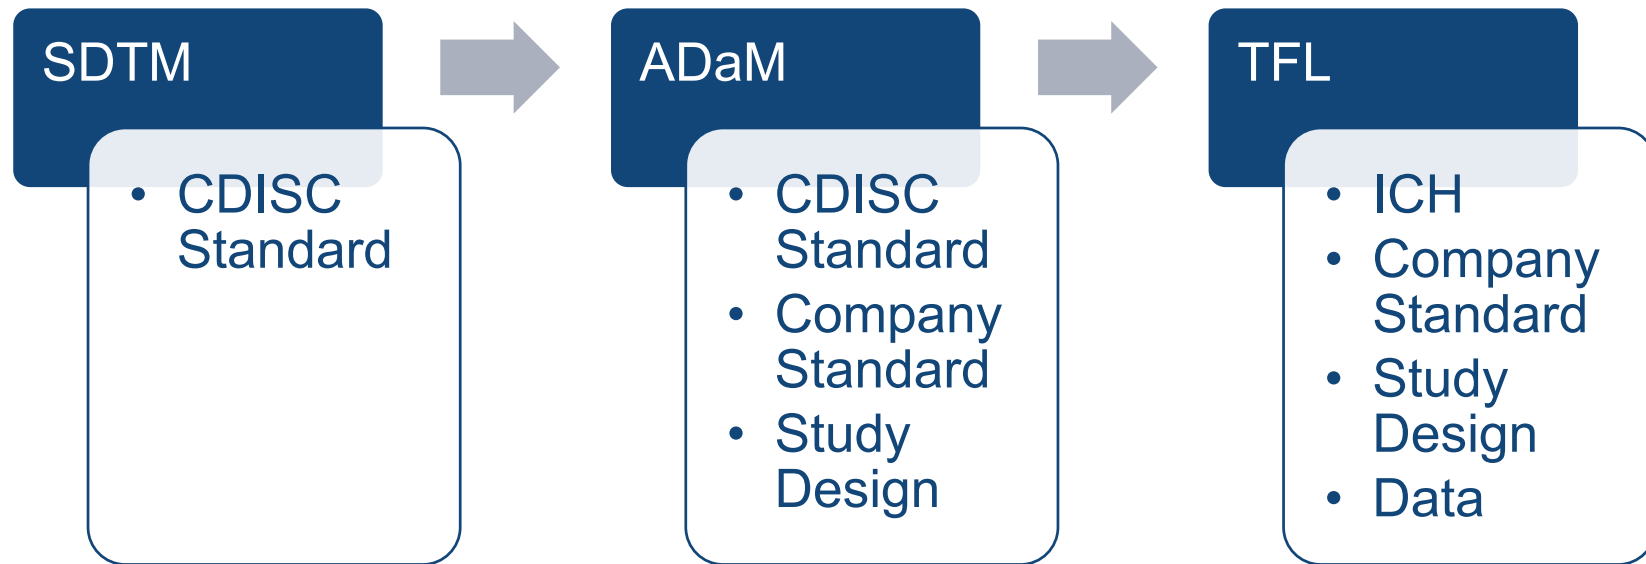 SDTM
• CDISC
Standard
ADaM
• CDISC
Standard
• Company
Standard
• Study
Design
TFL
• ICH
• Company
Standard
• Study
Design
• Data